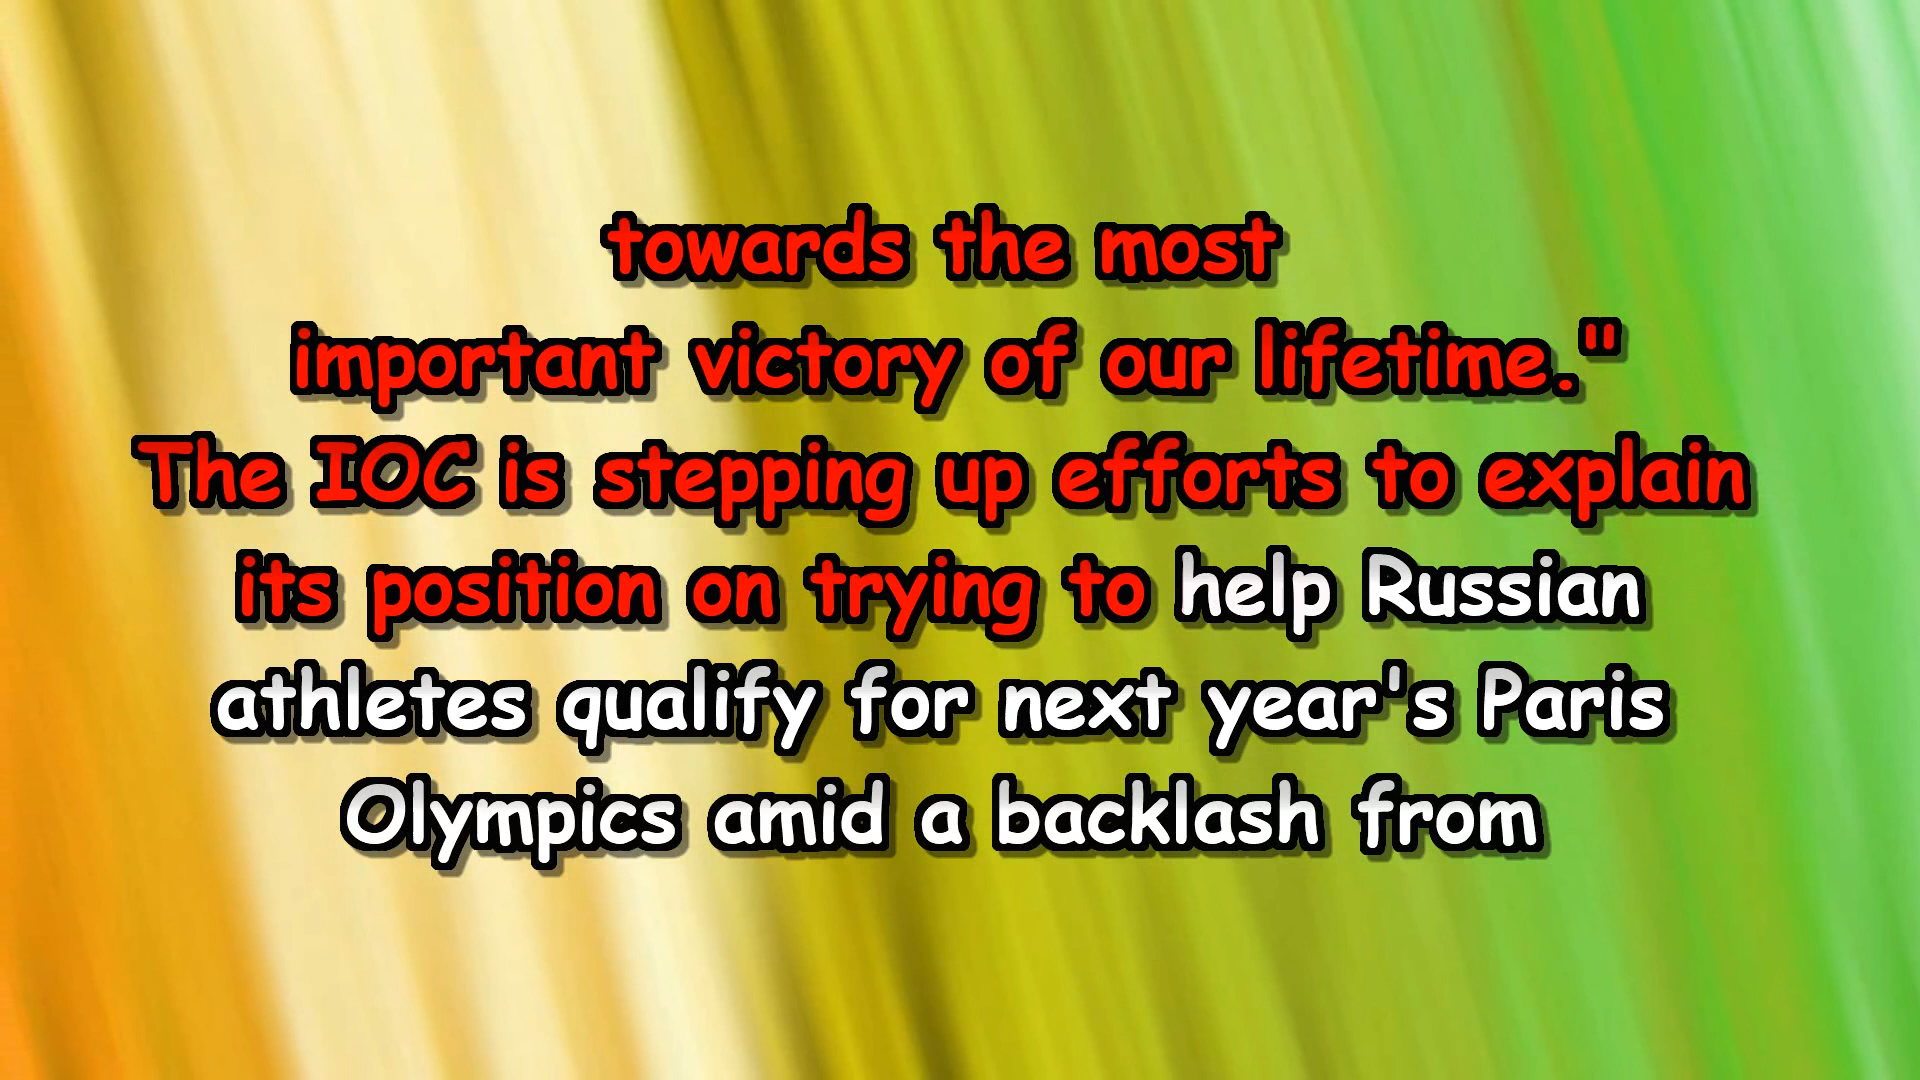 towards the most
important victory of our lifetime."
The IOC is stepping up efforts to explain
its position on trying to help Russian
athletes qualify for next year's Paris
Olympics amid a backlash from